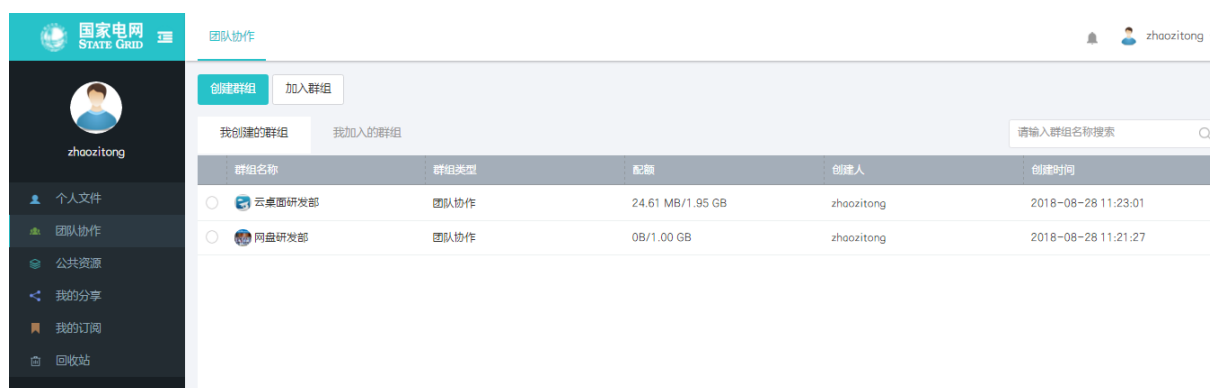 国家电网
STATE GRID
团队协作
zhaozitong
zhaozitong
创建群组 加入群组
我创建的群组 我加入的群组 请输入群组名称搜索
群组名称 群组类型 配额 创建人 创建时间
云桌面研发部 团队协作 24.61 MB/1.95 GB zhaozitong 2018-08-28 11:23:01
网盘研发部 团队协作 0B/1.00 GB zhaozitong 2018-08-28 11:21:27
个人文件
团队协作
公共资源
我的分享
我的订阅
回收站